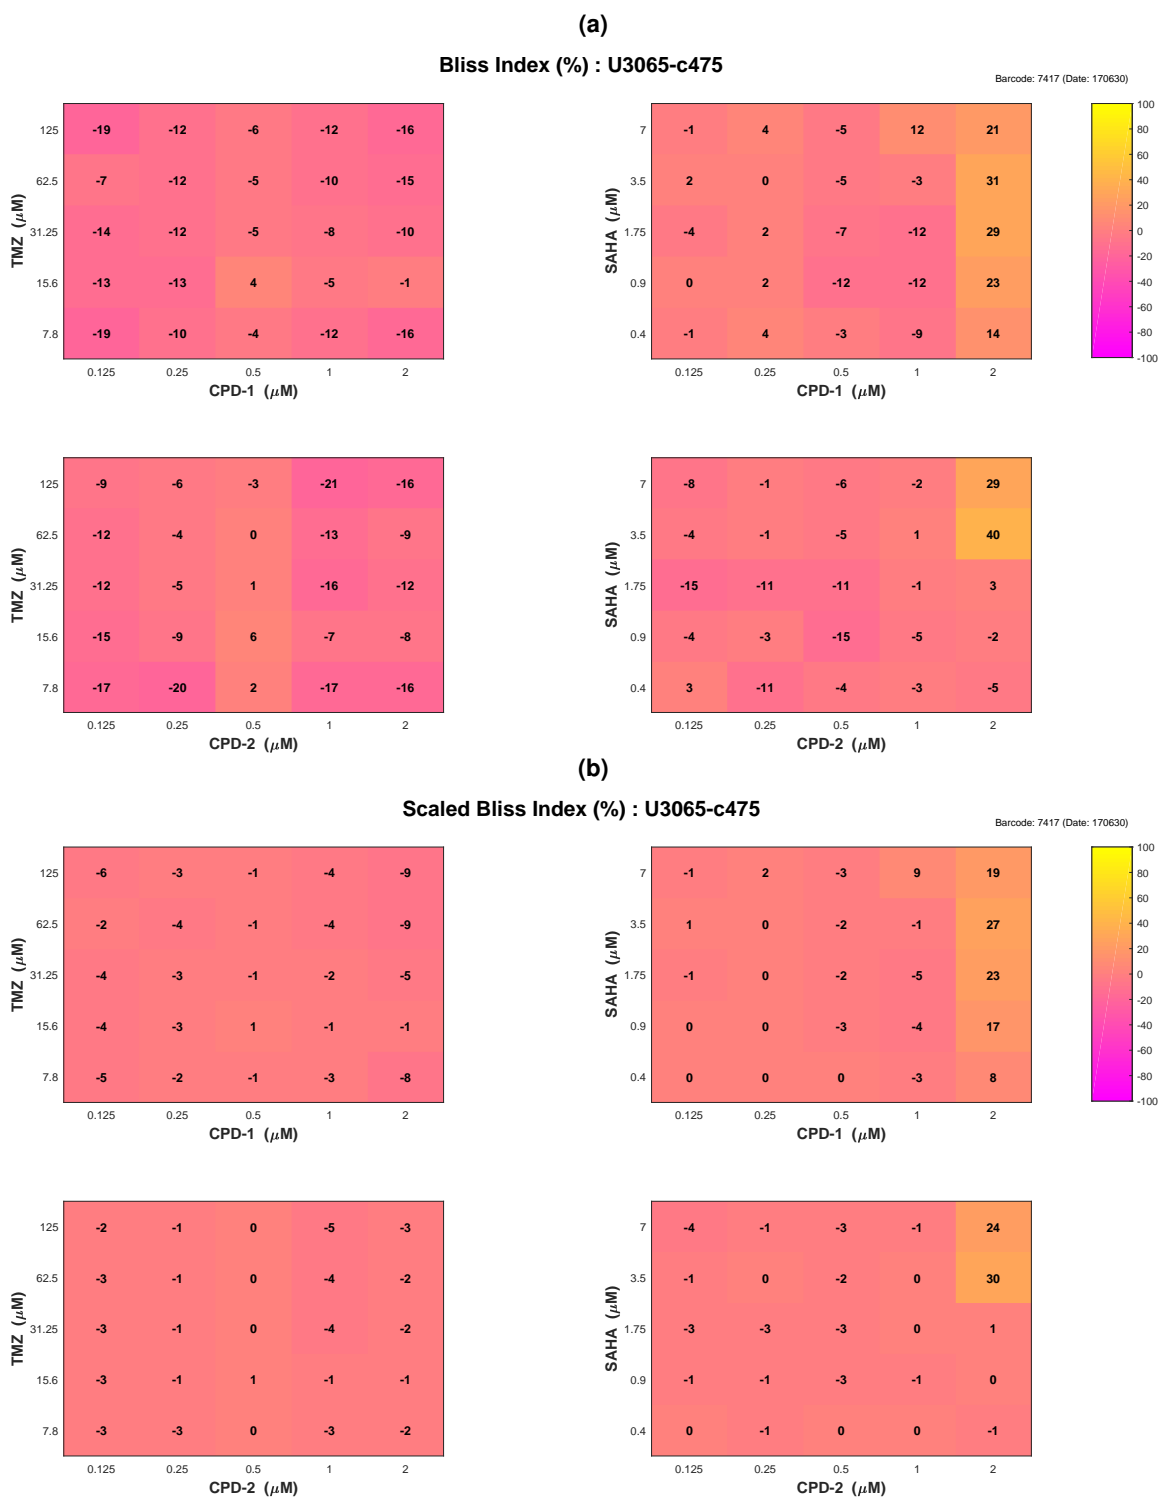 (a)
Bliss Index (%) : U3065-c475
Barcode: 7417 (Date: 170630)
TMZ (μM)
125 -19 -12 -6 -12 -16
62.5 -7 -12 -5 -10 -15
31.25 -14 -12 -5 -8 -10
15.6 -13 -13 4 -5 -1
7.8 -19 -10 -4 -12 -16
0.125 0.25 0.5 1 2
CPD-1 (μM)
SAHA (μM)
7 -1 4 -5 12 21
3.5 2 0 -5 -3 31
1.75 -4 2 -7 -12 29
0.9 0 2 -12 -12 23
0.4 -1 4 -3 -9 14
0.125 0.25 0.5 1 2
CPD-1 (μM)
100
80
60
40
20
0
-20
-40
-60
-80
-100
TMZ (μM)
125 -9 -6 -3 -21 -16
62.5 -12 -4 0 -13 -9
31.25 -12 -5 1 -16 -12
15.6 -15 -9 6 -7 -8
7.8 -17 -20 2 -17 -16
0.125 0.25 0.5 1 2
CPD-2 (μM)
SAHA (μM)
7 -8 -1 -6 -2 29
3.5 -4 -1 -5 1 40
1.75 -15 -11 -11 -1 3
0.9 -4 -3 -15 -5 -2
0.4 3 -11 -4 -3 -5
0.125 0.25 0.5 1 2
CPD-2 (μM)
(b)
Scaled Bliss Index (%) : U3065-c475
Barcode: 7417 (Date: 170630)
TMZ (μM)
125 -6 -3 -1 -4 -9
62.5 -2 -4 -1 -4 -9
31.25 -4 -3 -1 -2 -5
15.6 -4 -3 1 -1 -1
7.8 -5 -2 -1 -3 -8
0.125 0.25 0.5 1 2
CPD-1 (μM)
SAHA (μM)
7 -1 2 -3 9 19
3.5 1 0 -2 -1 27
1.75 -1 0 -2 -5 23
0.9 0 0 -3 -4 17
0.4 0 0 0 -3 8
0.125 0.25 0.5 1 2
CPD-1 (μM)
100
80
60
40
20
0
-20
-40
-60
-80
-100
TMZ (μM)
125 -2 -1 0 -5 -3
62.5 -3 -1 0 -4 -2
31.25 -3 -1 0 -4 -2
15.6 -3 -1 1 -1 -1
7.8 -3 -3 0 -3 -2
0.125 0.25 0.5 1 2
CPD-2 (μM)
SAHA (μM)
7 -4 -1 -3 -1 24
3.5 -1 0 -2 0 30
1.75 -3 -3 -3 0 1
0.9 -1 -1 -3 -1 0
0.4 0 -1 0 0 -1
0.125 0.25 0.5 1 2
CPD-2 (μM)